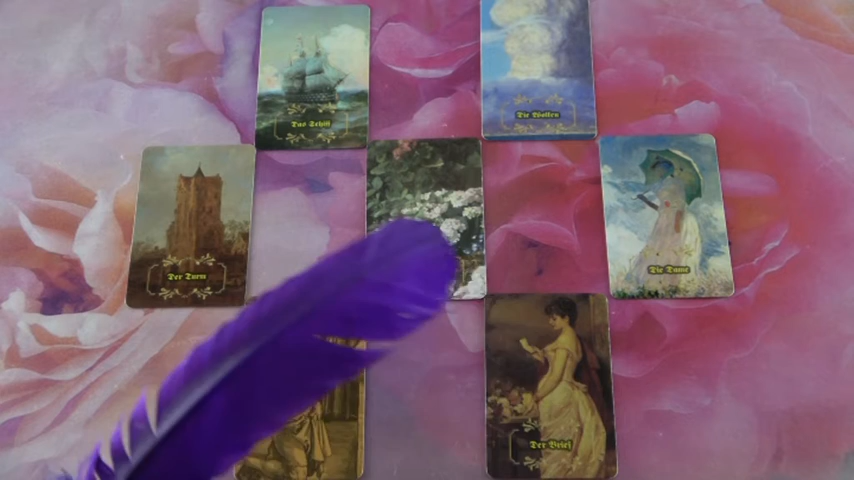 Das Schiff
Die Wolken
Der Turm
Die Dame
Der Brief